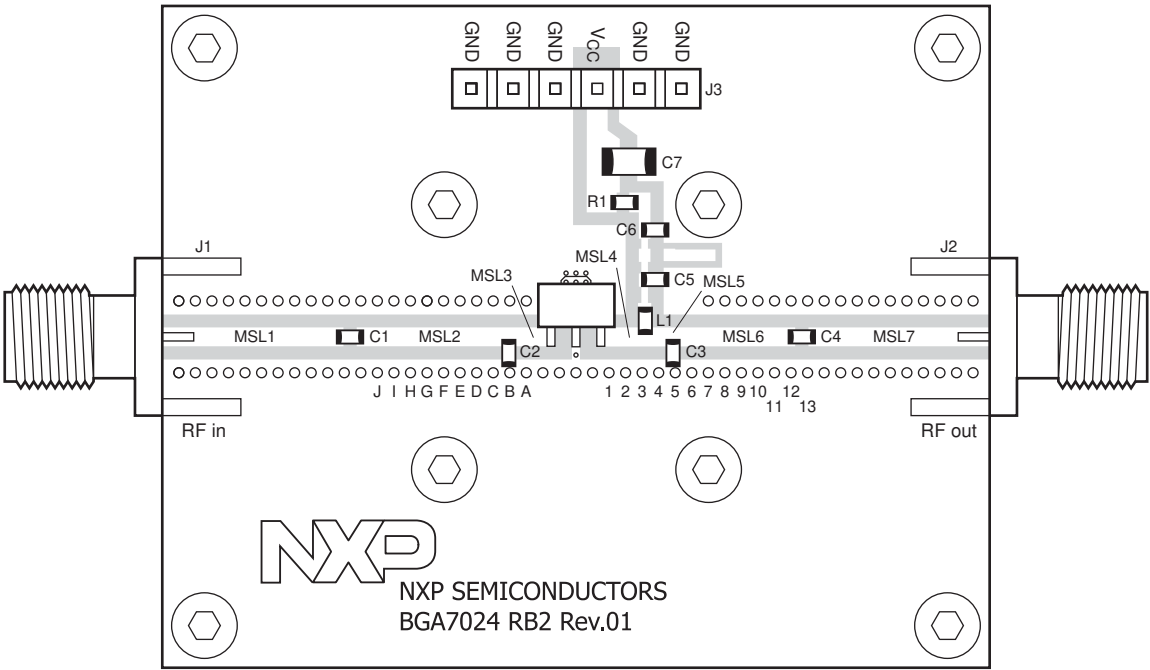 GND GND GND VCC GND GND
J3
C7
R1
C6
J1
J2
MSL4
MSL3
C5
MSL5
L1
MSL1 C1 MSL2 MSL6 C4 MSL7
C2 C3
J I H G F E D C B A 1 2 3 4 5 6 7 8 9 10 12
11 13
RF in
RF out
NXP
NXP SEMICONDUCTORS
BGA7024 RB2 Rev.01